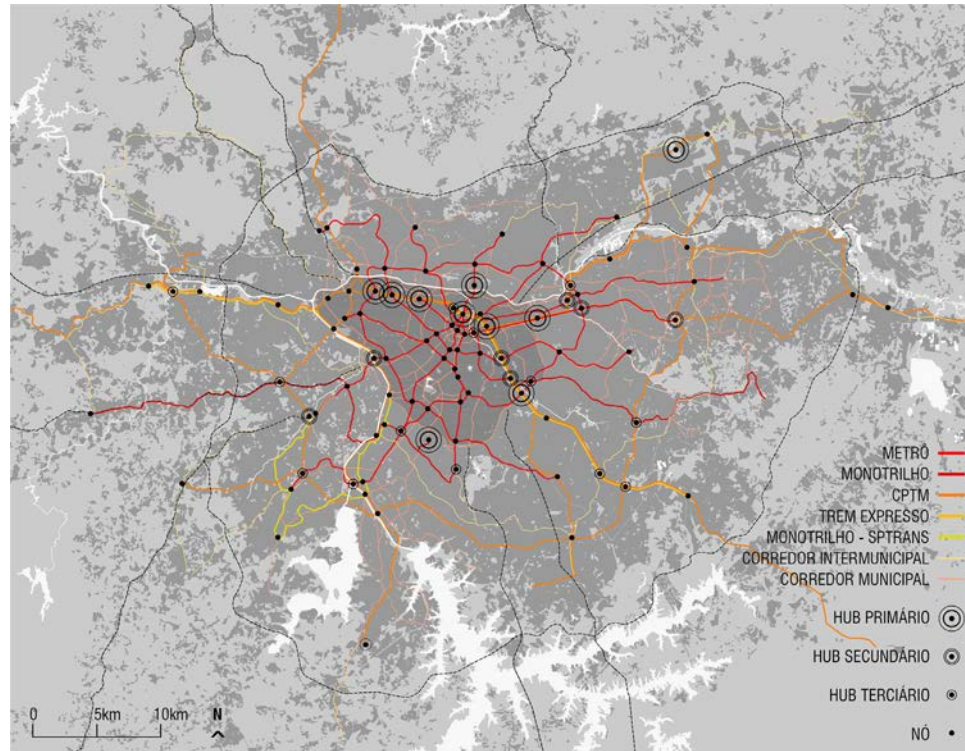 METRÔ
MONOTRILHO
CPTM
TREM EXPRESSO
MONOTRILHO - SPTRANS
CORREDOR INTERMUNICIPAL
CORREDOR MUNICIPAL
HUB PRIMÁRIO
HUB SECUNDÁRIO
HUB TERCIÁRIO
NÓ
0 5km 10km N